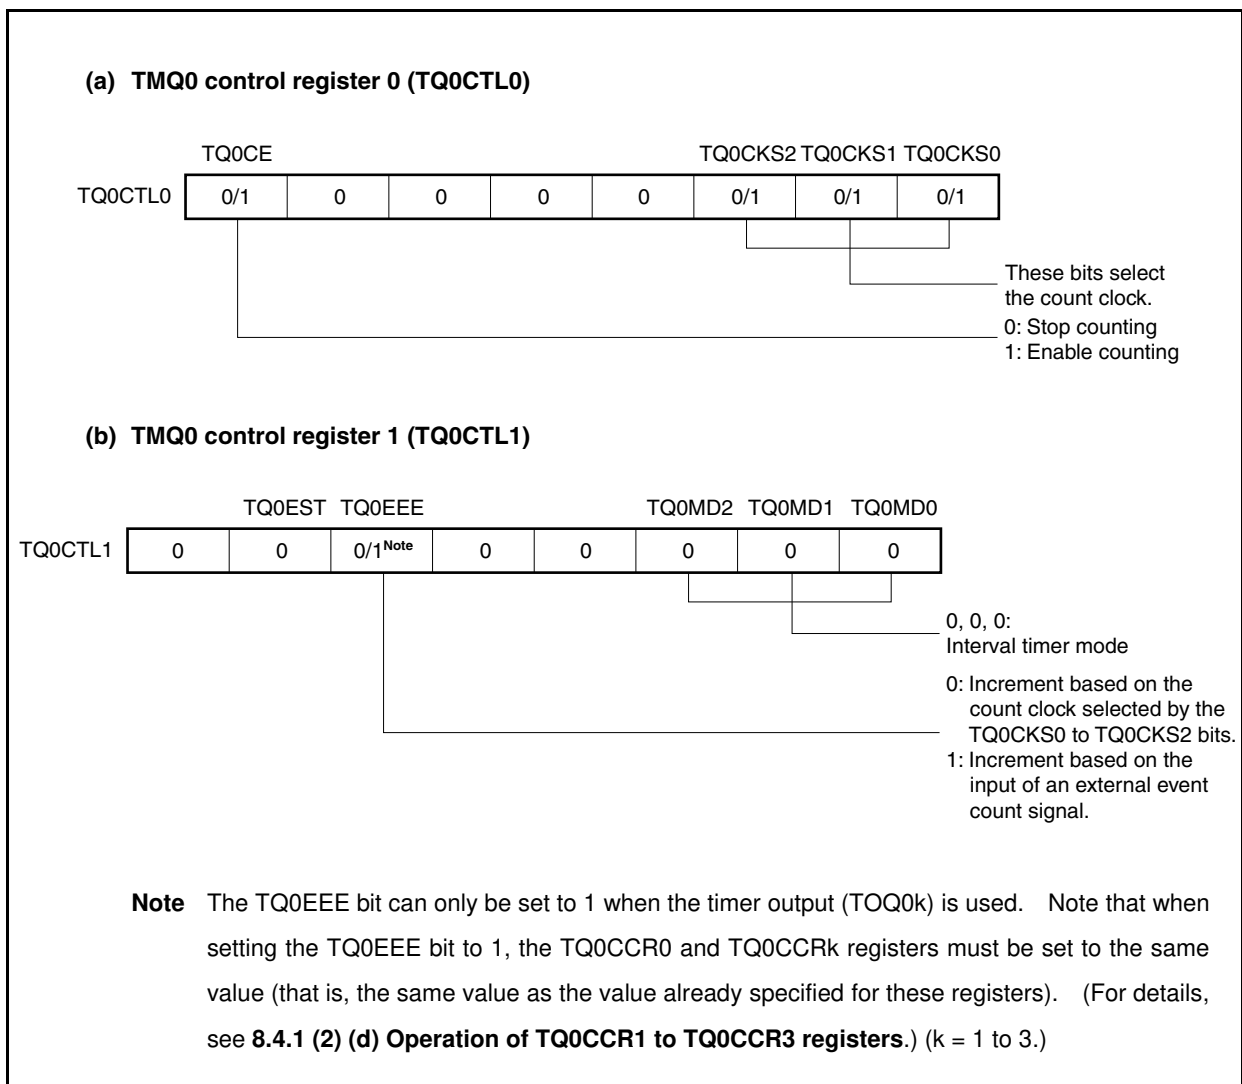 (a) TMQ0 control register 0 (TQ0CTL0)
TQ0CE TQ0CKS2 TQ0CKS1 TQ0CKS0
TQ0CTL0 0/1 0 0 0 0 0/1 0/1 0/1
These bits select
the count clock.
0: Stop counting
1: Enable counting
(b) TMQ0 control register 1 (TQ0CTL1)
TQ0EST TQ0EEE TQ0MD2 TQ0MD1 TQ0MD0
TQ0CTL1 0 0 0/1Note 0 0 0 0 0
0, 0, 0:
Interval timer mode
0: Increment based on the
count clock selected by the
TQ0CKS0 to TQ0CKS2 bits.
1: Increment based on the
input of an external event
count signal.
Note The TQ0EEE bit can only be set to 1 when the timer output (TOQ0k) is used. Note that when
setting the TQ0EEE bit to 1, the TQ0CCR0 and TQ0CCRk registers must be set to the same
value (that is, the same value as the value already specified for these registers). (For details,
see 8.4.1 (2) (d) Operation of TQ0CCR1 to TQ0CCR3 registers.) (k = 1 to 3.)